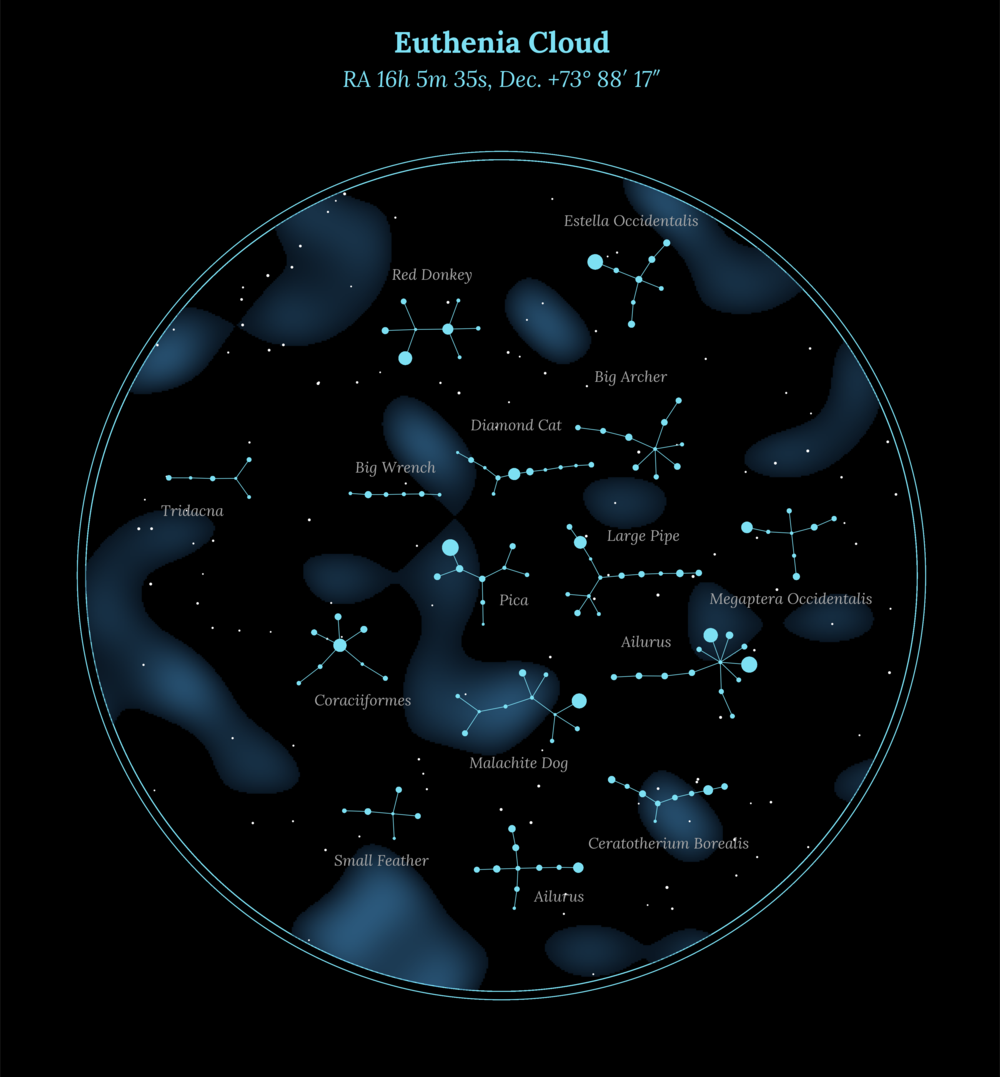 Euthenia Cloud
RA 16h 5m 35s, Dec. +73° 88′ 17″
Estella Occidentalis
Red Donkey
Big Archer
Diamond Cat
Big Wrench
Tridacna
Large Pipe
Pica
Megaptera Occidentalis
Ailurus
Coraciiformes
Malachite Dog
Ceratotherium Borealis
Small Feather
Ailurus